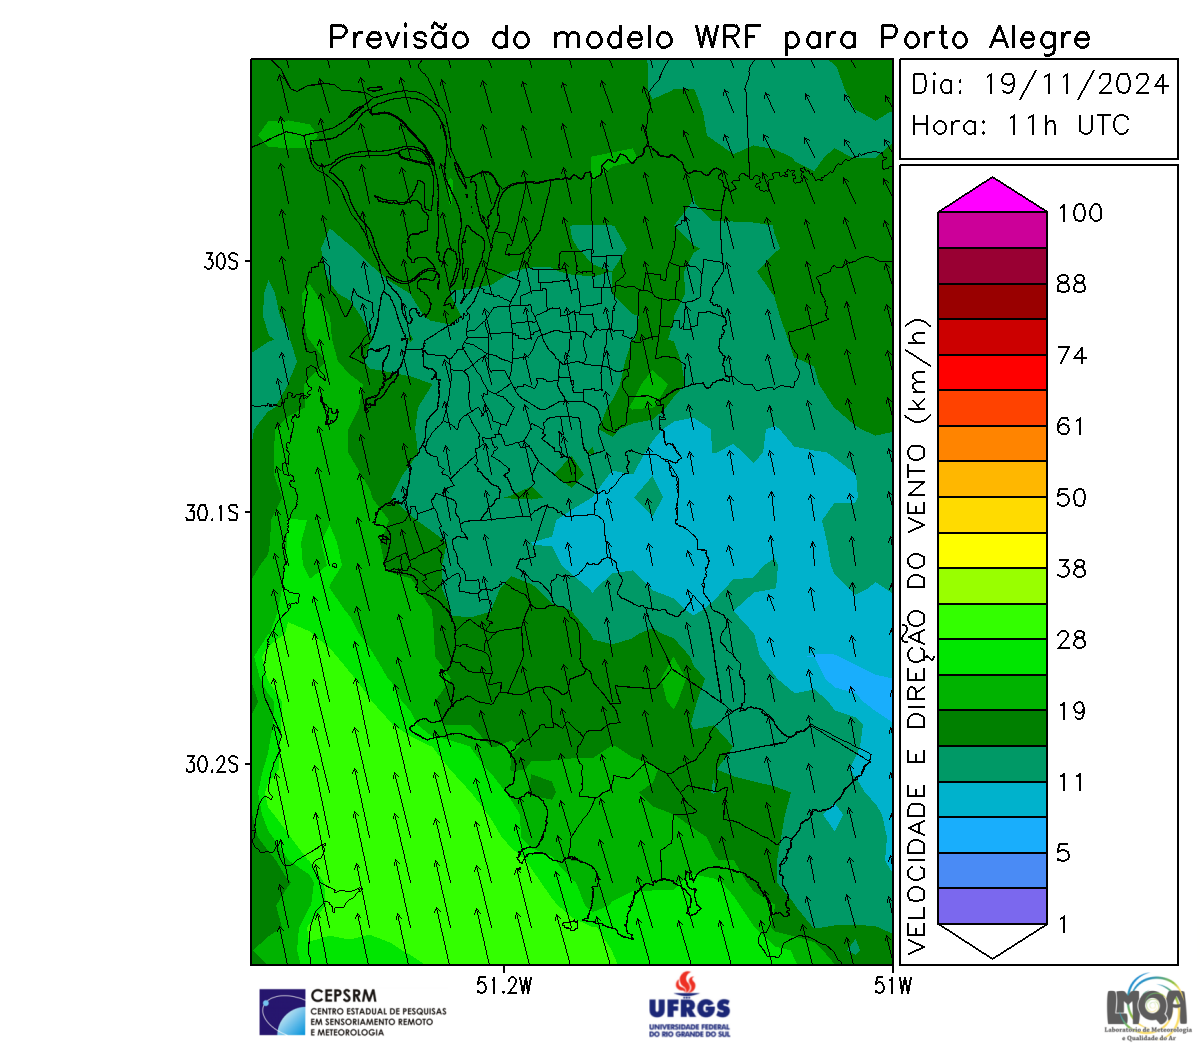 Previsão do modelo WRF para Porto Alegre
Dia: 19/11/2024
Hora: 11h UTC
100
88
74
61
50
38
28
19
11
5
1
VELOCIDADE E DIREÇÃO DO VENTO (km/h)
30S
30.1S
30.2S
51.2W
51W
CEPSRM
CENTRO ESTADUAL DE PESQUISAS
EM SENSORIAMENTO REMOTO
E METEOROLOGIA
UFRGS
UNIVERSIDADE FEDERAL
DO RIO GRANDE DO SUL
LMQA
Laboratório de Meteorologia
e Qualidade do Ar